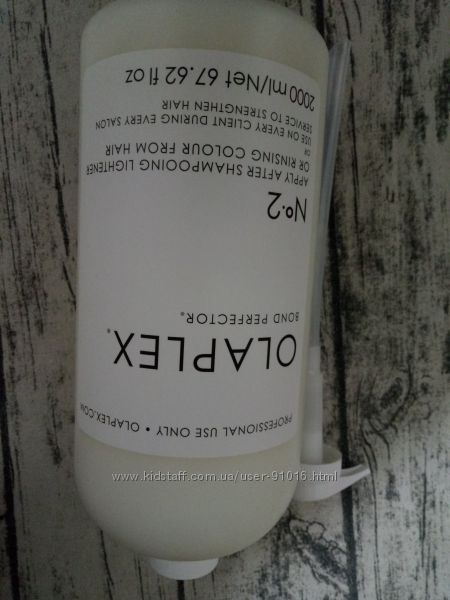 PROFESSIONAL USE ONLY • OLAPLEX.COM
OLAPLEX®
BOND PERFECTOR®
Nº.2
APPLY AFTER SHAMPOOING LIGHTENER
OR RINSING COLOUR FROM HAIR
OR
USE ON EVERY CLIENT DURING EVERY SALON
SERVICE TO STRENGTHEN HAIR
2000 ml/Net 67.62 fl oz
www.kidstaff.com.ua/user-91016.html